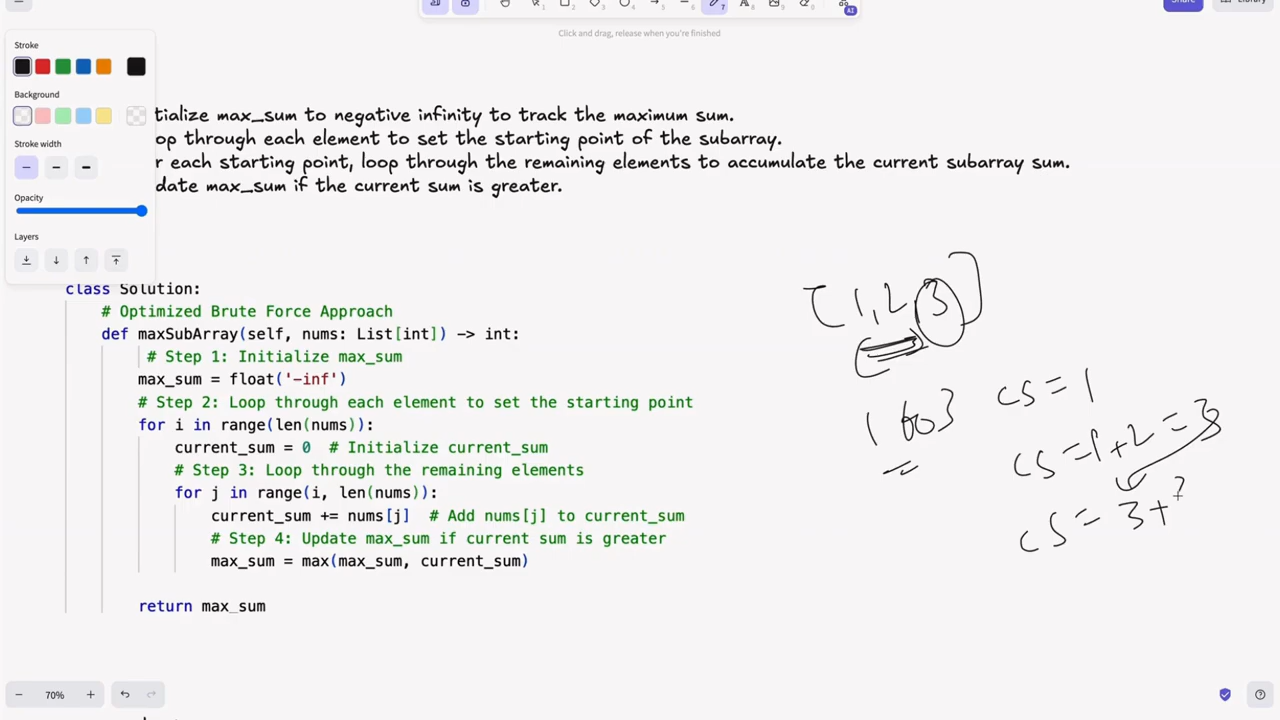 Share
Library
Click and drag, release when you're finished
Stroke
Background
Stroke width
Opacity
Layers
tialize max_sum to negative infinity to track the maximum sum.
op through each element to set the starting point of the subarray.
r each starting point, loop through the remaining elements to accumulate the current subarray sum.
date max_sum if the current sum is greater.
class Solution:
# Optimized Brute Force Approach
def maxSubArray(self, nums: List[int]) -> int:
# Step 1: Initialize max_sum
max_sum = float('-inf')
# Step 2: Loop through each element to set the starting point
for i in range(len(nums)):
current_sum = 0 # Initialize current_sum
# Step 3: Loop through the remaining elements
for j in range(i, len(nums)):
current_sum += nums[j] # Add nums[j] to current_sum
# Step 4: Update max_sum if current sum is greater
max_sum = max(max_sum, current_sum)
return max_sum
[1,2,3]
1 to 3
cs = 1
cs = 1+2 = 3
cs = 3+
70%